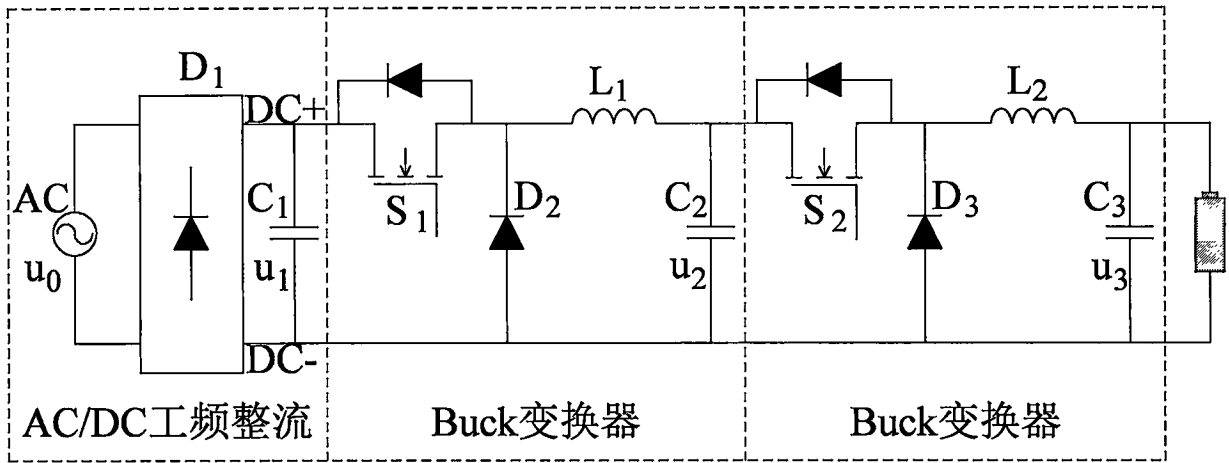 D1
DC+
L1
L2
AC
C1
S1
D2
C2
S2
D3
C3
u0
u1
u2
u3
DC-
AC/DC工频整流
Buck变换器
Buck变换器